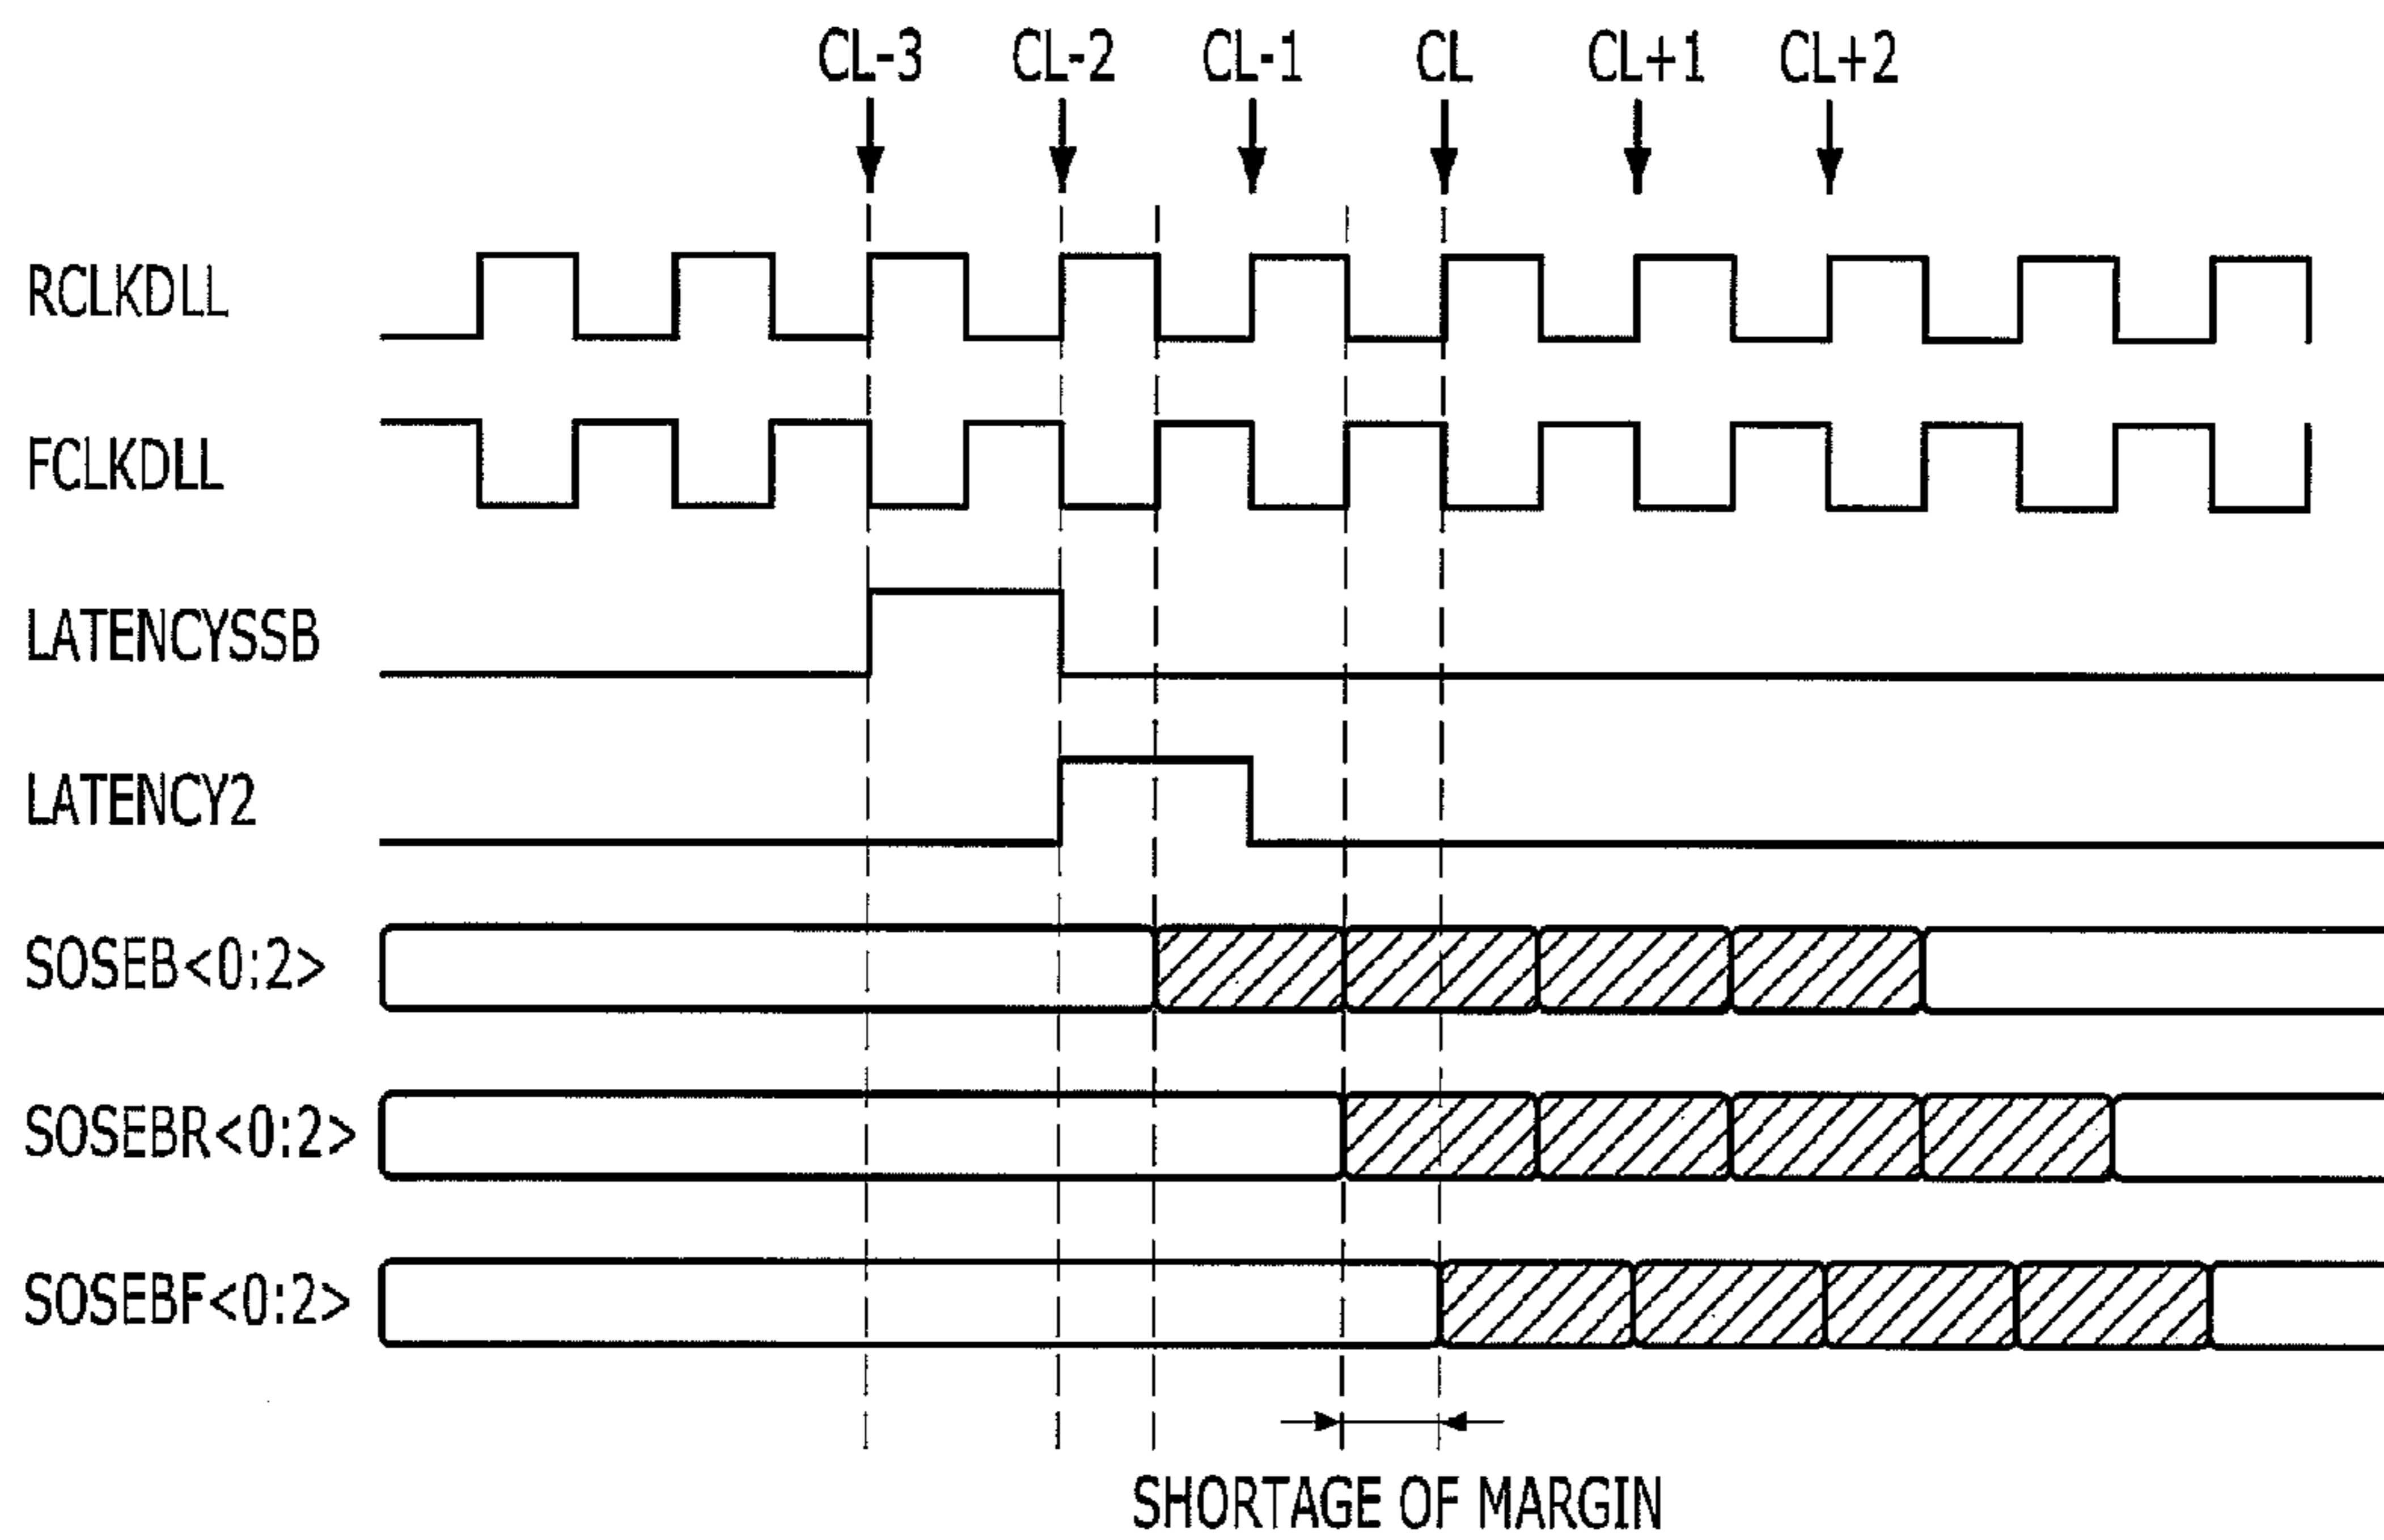 CL-3 CL-2 CL-1 CL CL+1 CL+2
RCLKDLL
FCLKDLL
LATENCYSSB
LATENCY2
SOSEB<0:2>
SOSEBR<0:2>
SOSEBF<0:2>
SHORTAGE OF MARGIN